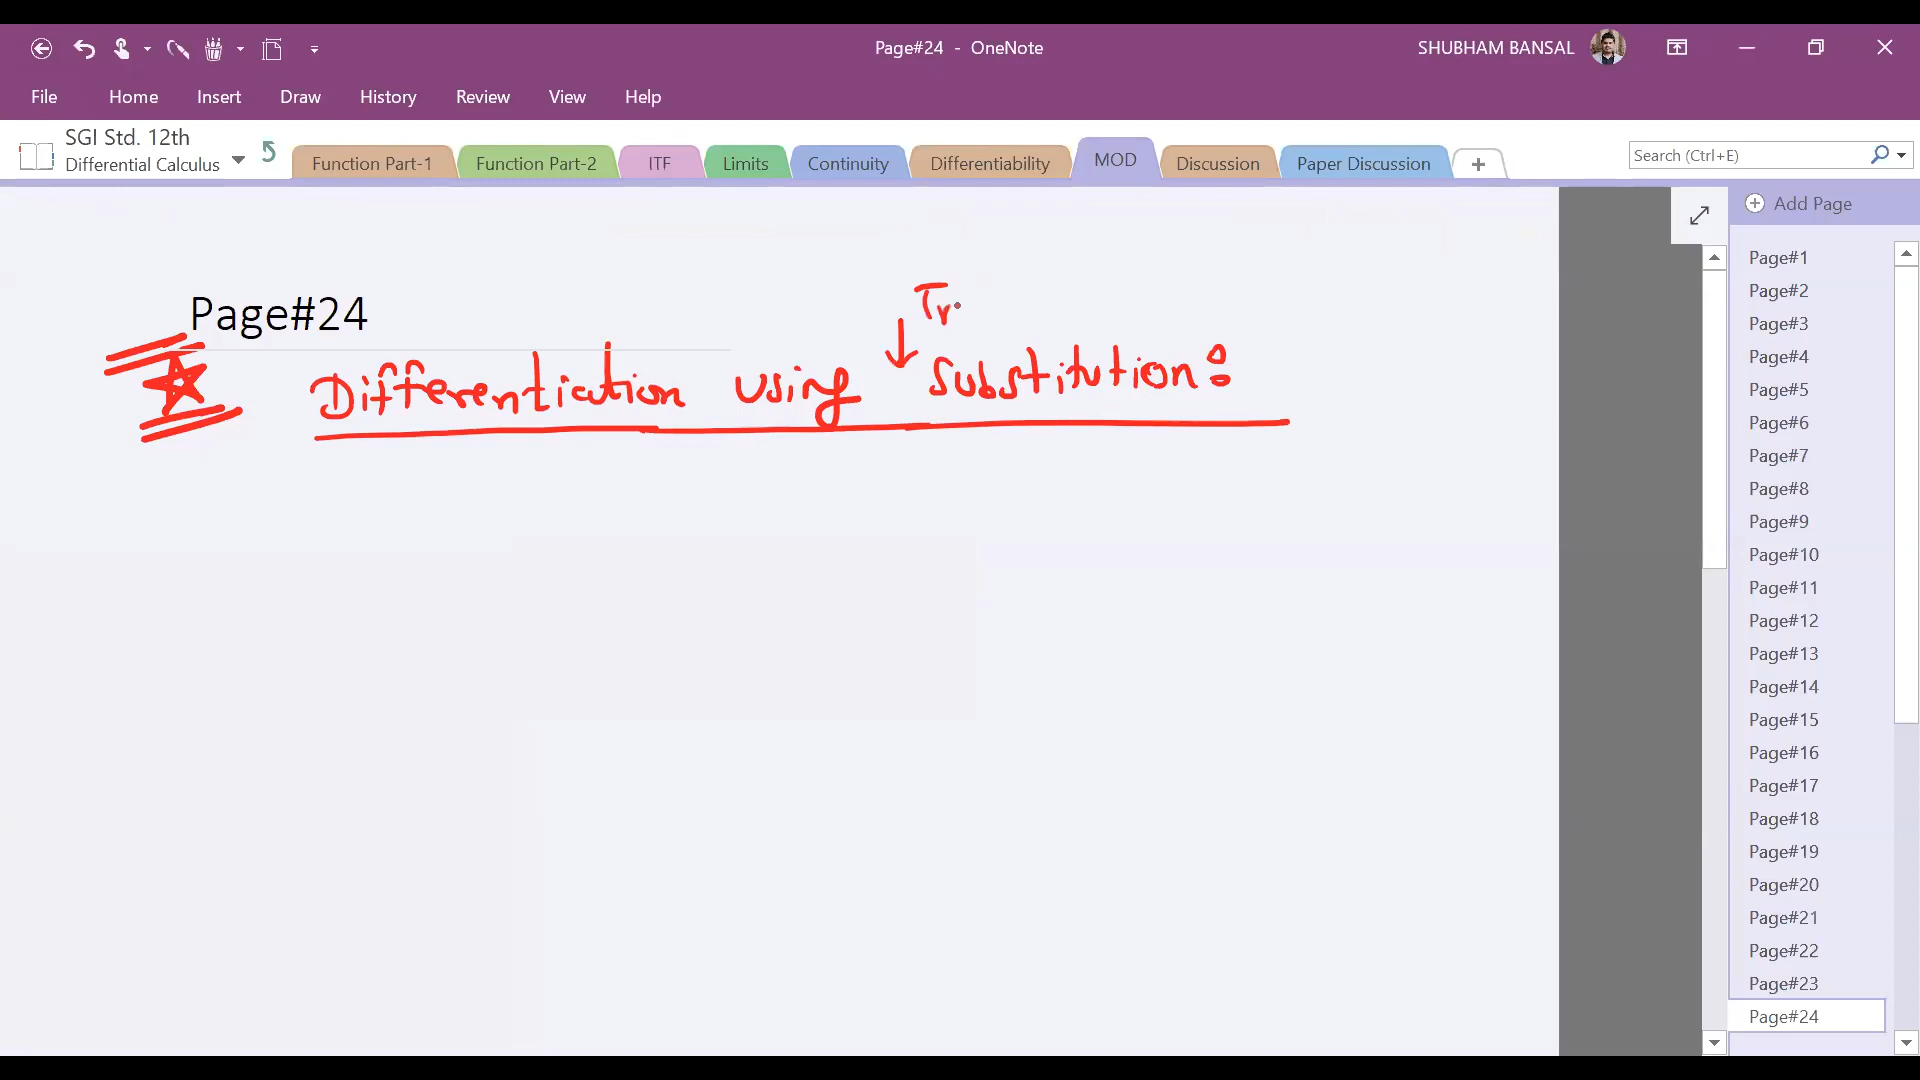 Page#24 - OneNote
SHUBHAM BANSAL
File Home Insert Draw History Review View Help
SGI Std. 12th
Differential Calculus
Function Part-1 Function Part-2 ITF Limits Continuity Differentiability MOD Discussion Paper Discussion +
Search (Ctrl+E)
Add Page
Page#24
Tr
Differentiation using substitution:
Page#1
Page#2
Page#3
Page#4
Page#5
Page#6
Page#7
Page#8
Page#9
Page#10
Page#11
Page#12
Page#13
Page#14
Page#15
Page#16
Page#17
Page#18
Page#19
Page#20
Page#21
Page#22
Page#23
Page#24